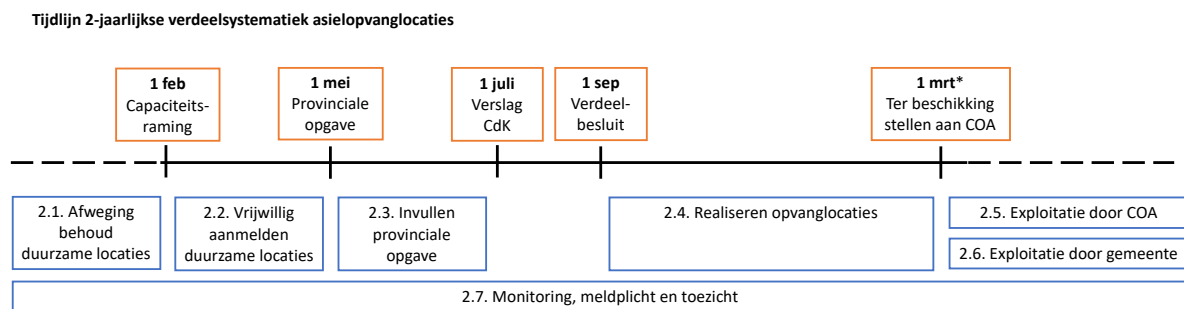 Tijdlijn 2-jaarlijkse verdeelsystematiek asielopvanglocaties
1 feb
Capaciteits-
raming
1 mei
Provinciale
opgave
1 juli
Verslag
CdK
1 sep
Verdeel-
besluit
1 mrt*
Ter beschikking
stellen aan COA
2.1. Afweging
behoud
duurzame locaties
2.2. Vrijwillig
aanmelden
duurzame locaties
2.3. Invullen
provinciale
opgave
2.4. Realiseren opvanglocaties
2.5. Exploitatie door COA
2.6. Exploitatie door gemeente
2.7. Monitoring, meldplicht en toezicht